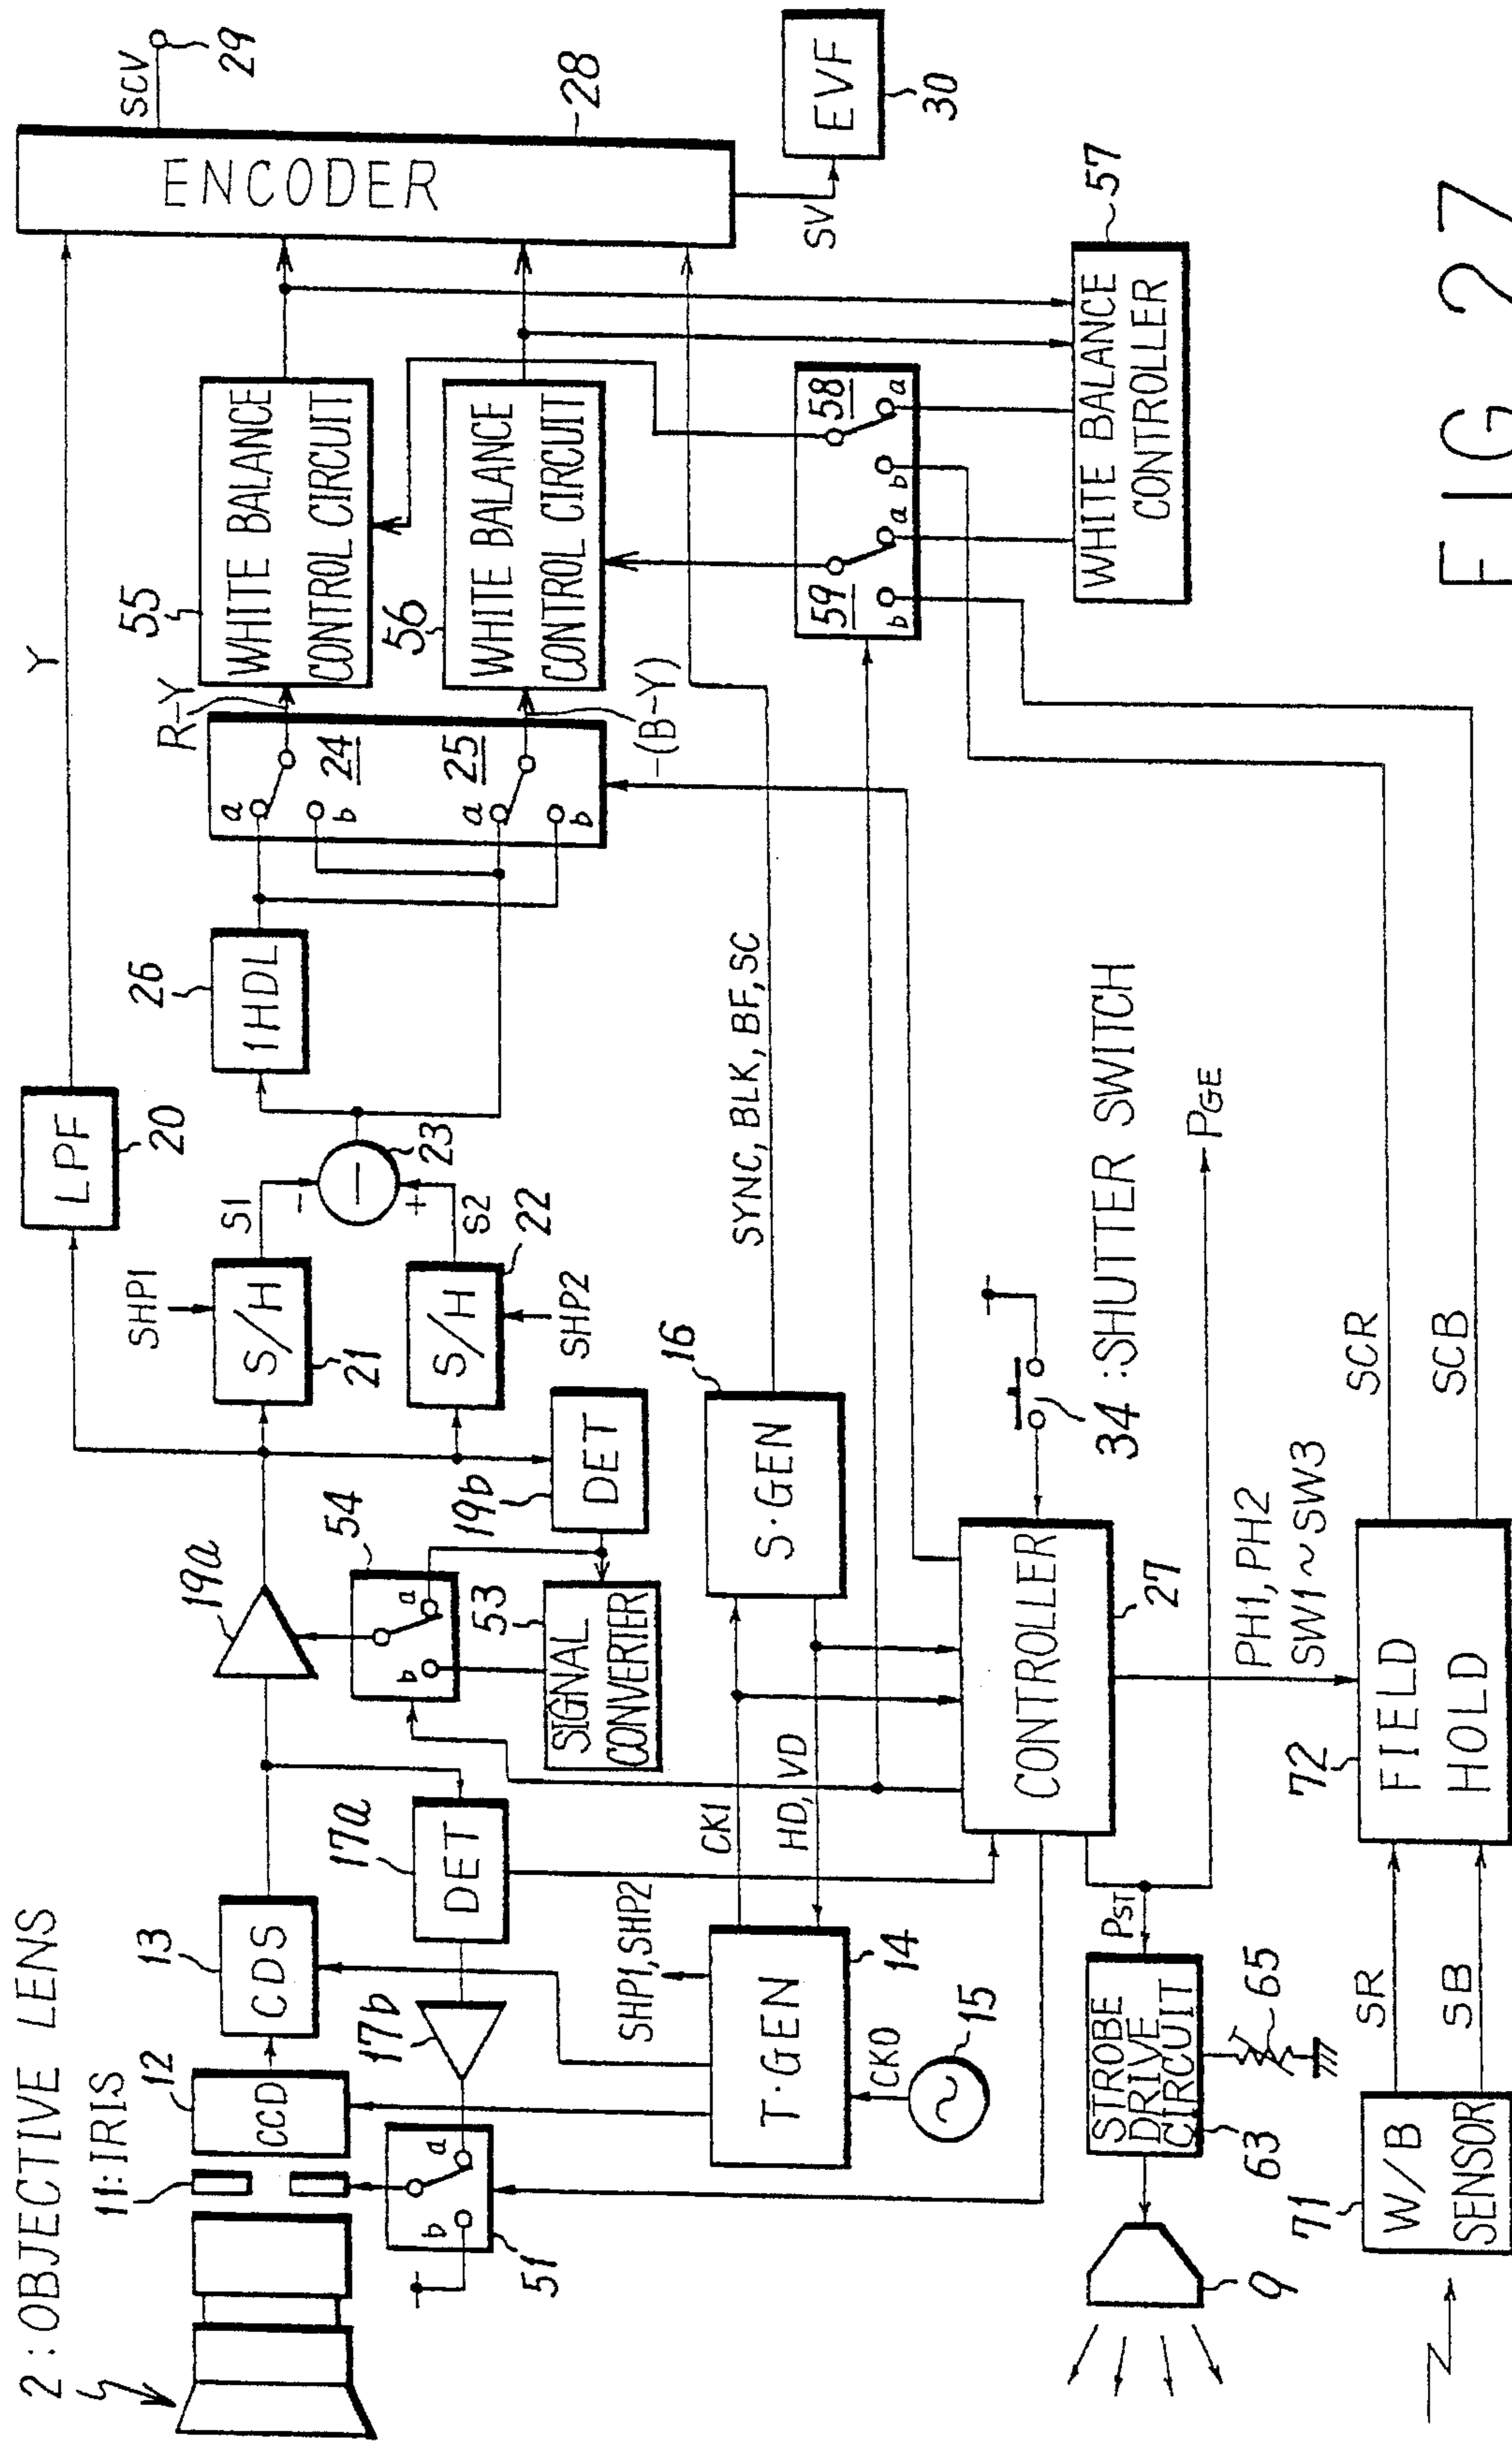 2 : OBJECTIVE LENS
11: IRIS
12
CCD
13
CDS
17a
DET
17b
a
b
51
19a
54
a
b
53
SIGNAL
CONVERTER
19b
DET
SHP1
S/H
21
S/H
22
SHP2
S1
S2
-
+
−
23
LPF
20
Y
26
1HDL
a
b
24
a
b
25
R-Y
-(B-Y)
55
WHITE BALANCE
CONTROL CIRCUIT
56
WHITE BALANCE
CONTROL CIRCUIT
ENCODER
28
SCV
29
SV
EVF
30
SHP1, SHP2
T·GEN
14
CK0
15
CK1
HD, VD
16
S·GEN
SYNC, BLK, BF, SC
59
a
b
58
a
b
57
WHITE BALANCE
CONTROLLER
CONTROLLER
27
34 :SHUTTER SWITCH
PST
PGE
STROBE
DRIVE
CIRCUIT
63
65
9
PH1, PH2
SW1~SW3
71
W/B
SENSOR
SR
SB
72
FIELD
HOLD
SCR
SCB
FIG 27